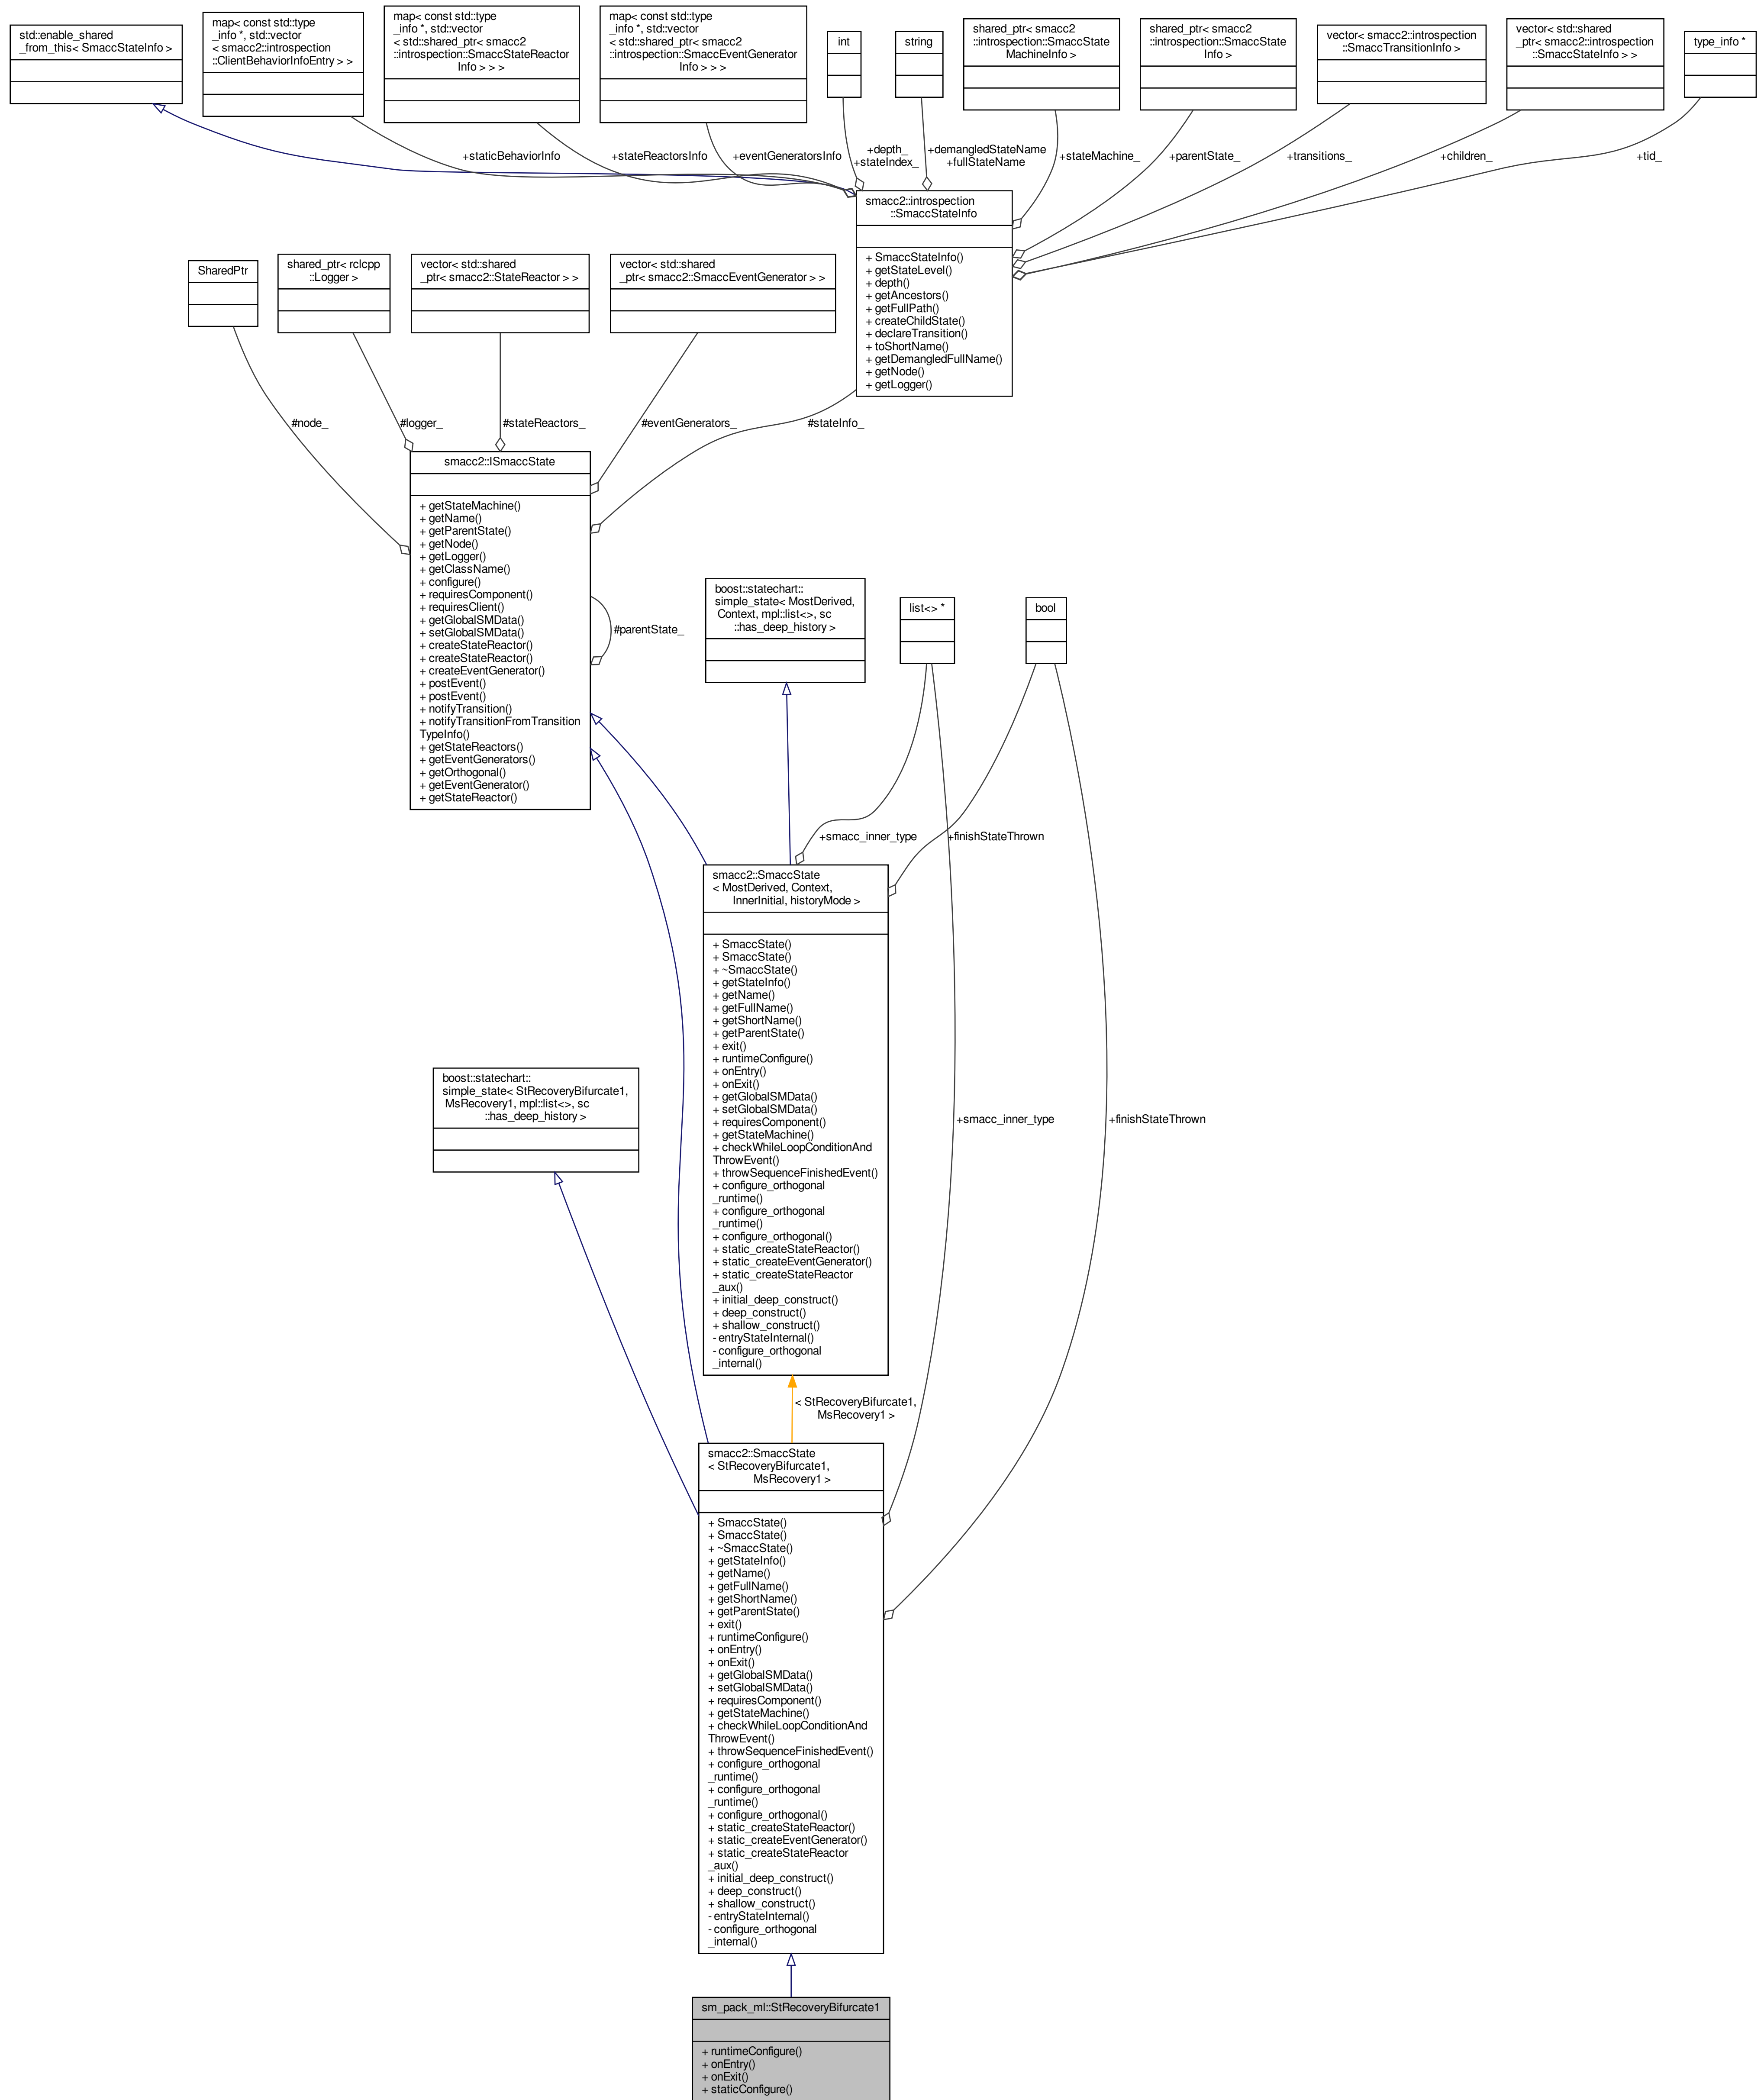 std::enable_shared
_from_this< SmaccStateInfo >
map< const std::type
_info *, std::vector
< smacc2::introspection
::ClientBehaviorInfoEntry > >
map< const std::type
_info *, std::vector
< std::shared_ptr< smacc2
::introspection::SmaccStateReactor
Info > > >
map< const std::type
_info *, std::vector
< std::shared_ptr< smacc2
::introspection::SmaccEventGenerator
Info > > >
int
string
shared_ptr< smacc2
::introspection::SmaccState
MachineInfo >
shared_ptr< smacc2
::introspection::SmaccState
Info >
vector< smacc2::introspection
::SmaccTransitionInfo >
vector< std::shared
_ptr< smacc2::introspection
::SmaccStateInfo > >
type_info *
+staticBehaviorInfo
+stateReactorsInfo
+eventGeneratorsInfo
+depth_
+stateIndex_
+demangledStateName
+fullStateName
+stateMachine_
+parentState_
+transitions_
+children_
+tid_
smacc2::introspection
::SmaccStateInfo
+ SmaccStateInfo()
+ getStateLevel()
+ depth()
+ getAncestors()
+ getFullPath()
+ createChildState()
+ declareTransition()
+ toShortName()
+ getDemangledFullName()
+ getNode()
+ getLogger()
SharedPtr
shared_ptr< rclcpp
::Logger >
vector< std::shared
_ptr< smacc2::StateReactor > >
vector< std::shared
_ptr< smacc2::SmaccEventGenerator > >
#node_
#logger_
#stateReactors_
#eventGenerators_
#stateInfo_
smacc2::ISmaccState
+ getStateMachine()
+ getName()
+ getParentState()
+ getNode()
+ getLogger()
+ getClassName()
+ configure()
+ requiresComponent()
+ requiresClient()
+ getGlobalSMData()
+ setGlobalSMData()
+ createStateReactor()
+ createStateReactor()
+ createEventGenerator()
+ postEvent()
+ postEvent()
+ notifyTransition()
+ notifyTransitionFromTransition
TypeInfo()
+ getStateReactors()
+ getEventGenerators()
+ getOrthogonal()
+ getEventGenerator()
+ getStateReactor()
#parentState_
boost::statechart::
simple_state< MostDerived,
Context, mpl::list<>, sc
::has_deep_history >
list<> *
bool
+smacc_inner_type
+finishStateThrown
smacc2::SmaccState
< MostDerived, Context,
InnerInitial, historyMode >
+ SmaccState()
+ SmaccState()
+ ~SmaccState()
+ getStateInfo()
+ getName()
+ getFullName()
+ getShortName()
+ getParentState()
+ exit()
+ runtimeConfigure()
+ onEntry()
+ onExit()
+ getGlobalSMData()
+ setGlobalSMData()
+ requiresComponent()
+ getStateMachine()
+ checkWhileLoopConditionAnd
ThrowEvent()
+ throwSequenceFinishedEvent()
+ configure_orthogonal
_runtime()
+ configure_orthogonal
_runtime()
+ configure_orthogonal()
+ static_createStateReactor()
+ static_createEventGenerator()
+ static_createStateReactor
_aux()
+ initial_deep_construct()
+ deep_construct()
+ shallow_construct()
- entryStateInternal()
- configure_orthogonal
_internal()
boost::statechart::
simple_state< StRecoveryBifurcate1,
MsRecovery1, mpl::list<>, sc
::has_deep_history >
+smacc_inner_type
+finishStateThrown
< StRecoveryBifurcate1,
MsRecovery1 >
smacc2::SmaccState
< StRecoveryBifurcate1,
MsRecovery1 >
+ SmaccState()
+ SmaccState()
+ ~SmaccState()
+ getStateInfo()
+ getName()
+ getFullName()
+ getShortName()
+ getParentState()
+ exit()
+ runtimeConfigure()
+ onEntry()
+ onExit()
+ getGlobalSMData()
+ setGlobalSMData()
+ requiresComponent()
+ getStateMachine()
+ checkWhileLoopConditionAnd
ThrowEvent()
+ throwSequenceFinishedEvent()
+ configure_orthogonal
_runtime()
+ configure_orthogonal
_runtime()
+ configure_orthogonal()
+ static_createStateReactor()
+ static_createEventGenerator()
+ static_createStateReactor
_aux()
+ initial_deep_construct()
+ deep_construct()
+ shallow_construct()
- entryStateInternal()
- configure_orthogonal
_internal()
sm_pack_ml::StRecoveryBifurcate1
+ runtimeConfigure()
+ onEntry()
+ onExit()
+ staticConfigure()